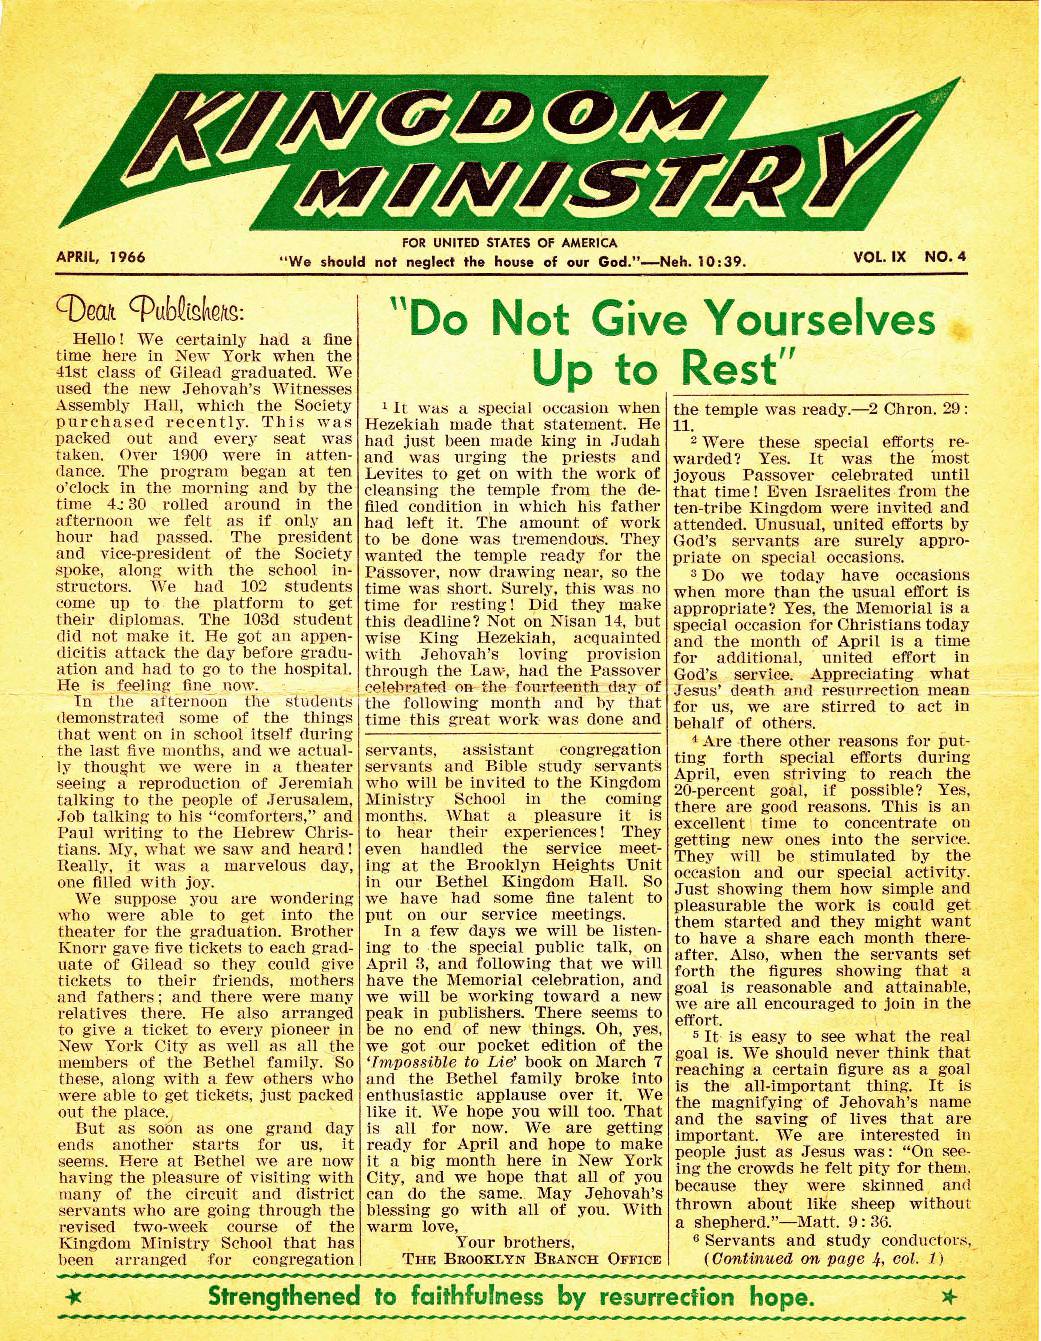 KINGDOM
MINISTRY
FOR UNITED STATES OF AMERICA
APRIL, 1966
"We should not neglect the house of our God."—Neh. 10:39.
VOL. IX NO. 4
Dear Publishers:
Hello! We certainly had a fine
time here in New York when the
41st class of Gilead graduated. We
used the new Jehovah's Witnesses
Assembly Hall, which the Society
purchased recently. This was
packed out and every seat was
taken. Over 1900 were in atten-
dance. The program began at ten
o'clock in the morning and by the
time 4:30 rolled around in the
afternoon we felt as if only an
hour had passed. The president
and vice-president of the Society
spoke, along with the school in-
structors. We had 102 students
come up to the platform to get
their diplomas. The 103d student
did not make it. He got an appen-
dicitis attack the day before gradu-
ation and had to go to the hospital.
He is feeling fine now.
In the afternoon the students
demonstrated some of the things
that went on in school itself during
the last five months, and we actual-
ly thought we were in a theater
seeing a reproduction of Jeremiah
talking to the people of Jerusalem,
Job talking to his "comforters," and
Paul writing to the Hebrew Chris-
tians. My, what we saw and heard!
Really, it was a marvelous day,
one filled with joy.
We suppose you are wondering
who were able to get into the
theater for the graduation. Brother
Knorr gave five tickets to each grad-
uate of Gilead so they could give
tickets to their friends, mothers
and fathers; and there were many
relatives there. He also arranged
to give a ticket to every pioneer in
New York City as well as all the
members of the Bethel family. So
these, along with a few others who
were able to get tickets, just packed
out the place.
But as soon as one grand day
ends another starts for us, it
seems. Here at Bethel we are now
having the pleasure of visiting with
many of the circuit and district
servants who are going through the
revised two-week course of the
Kingdom Ministry School that has
been arranged for congregation
servants, assistant congregation
servants and Bible study servants
who will be invited to the Kingdom
Ministry School in the coming
months. What a pleasure it is
to hear their experiences! They
even handled the service meet-
ing at the Brooklyn Heights Unit
in our Bethel Kingdom Hall. So
we have had some fine talent to
put on our service meetings.
In a few days we will be listen-
ing to the special public talk, on
April 3, and following that we will
have the Memorial celebration, and
we will be working toward a new
peak in publishers. There seems to
be no end of new things. Oh, yes,
we got our pocket edition of the
'Impossible to Lie' book on March 7
and the Bethel family broke into
enthusiastic applause over it. We
like it. We hope you will too. That
is all for now. We are getting
ready for April and hope to make
it a big month here in New York
City, and we hope that all of you
can do the same. May Jehovah's
blessing go with all of you. With
warm love,
Your brothers,
THE BROOKLYN BRANCH OFFICE
"Do Not Give Yourselves
Up to Rest"
1 It was a special occasion when
Hezekiah made that statement. He
had just been made king in Judah
and was urging the priests and
Levites to get on with the work of
cleansing the temple from the de-
filed condition in which his father
had left it. The amount of work
to be done was tremendous. They
wanted the temple ready for the
Passover, now drawing near, so the
time was short. Surely, this was no
time for resting! Did they make
this deadline? Not on Nisan 14, but
wise King Hezekiah, acquainted
with Jehovah's loving provision
through the Law, had the Passover
celebrated on the fourteenth day of
the following month and by that
time this great work was done and
the temple was ready.—2 Chron. 29:
11.
2 Were these special efforts re-
warded? Yes. It was the most
joyous Passover celebrated until
that time! Even Israelites from the
ten-tribe Kingdom were invited and
attended. Unusual, united efforts by
God's servants are surely appro-
priate on special occasions.
3 Do we today have occasions
when more than the usual effort is
appropriate? Yes, the Memorial is a
special occasion for Christians today
and the month of April is a time
for additional, united effort in
God's service. Appreciating what
Jesus' death and resurrection mean
for us, we are stirred to act in
behalf of others.
4 Are there other reasons for put-
ting forth special efforts during
April, even striving to reach the
20-percent goal, if possible? Yes,
there are good reasons. This is an
excellent time to concentrate on
getting new ones into the service.
They will be stimulated by the
occasion and our special activity.
Just showing them how simple and
pleasurable the work is could get
them started and they might want
to have a share each month there-
after. Also, when the servants set
forth the figures showing that a
goal is reasonable and attainable,
we are all encouraged to join in the
effort.
5 It is easy to see what the real
goal is. We should never think that
reaching a certain figure as a goal
is the all-important thing. It is
the magnifying of Jehovah's name
and the saving of lives that are
important. We are interested in
people just as Jesus was: "On see-
ing the crowds he felt pity for them,
because they were skinned and
thrown about like sheep without
a shepherd."—Matt. 9:36.
6 Servants and study conductors,
(Continued on page 4, col. 1)
Strengthened to faithfulness by resurrection hope.